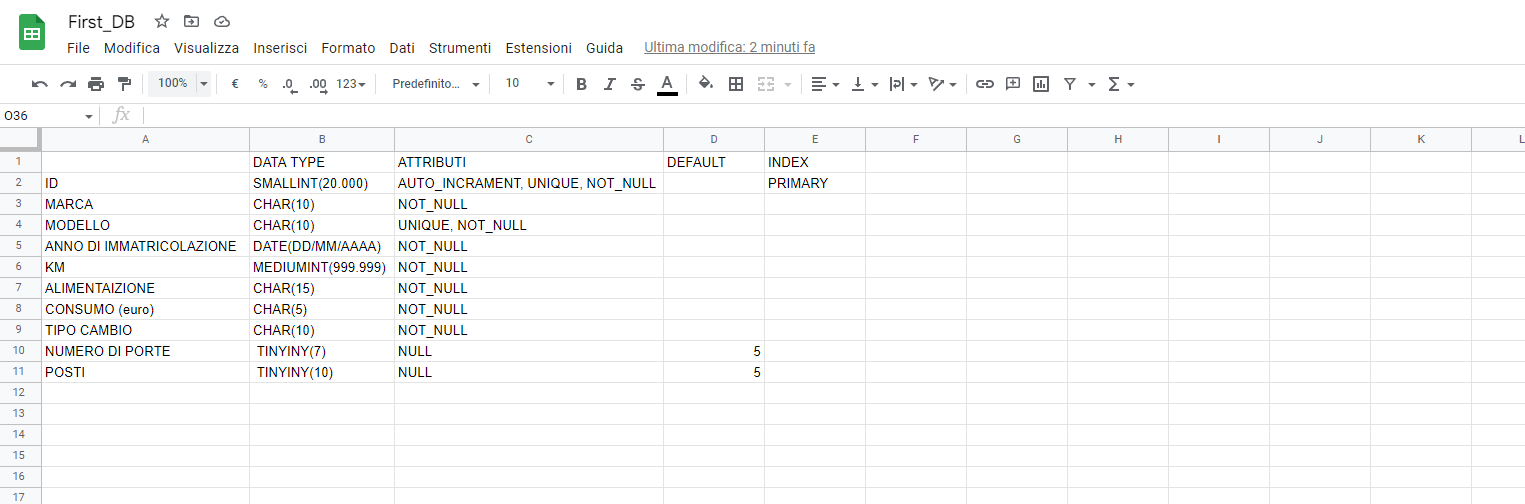 First_DB
File Modifica Visualizza Inserisci Formato Dati Strumenti Estensioni Guida Ultima modifica: 2 minuti fa
100% € % .0 .00 123 Predefinito... 10 B I S A
O36 fx
A B C D E F G H I J K L
1 DATA TYPE ATTRIBUTI DEFAULT INDEX
2 ID SMALLINT(20.000) AUTO_INCRAMENT, UNIQUE, NOT_NULL PRIMARY
3 MARCA CHAR(10) NOT_NULL
4 MODELLO CHAR(10) UNIQUE, NOT_NULL
5 ANNO DI IMMATRICOLAZIONE DATE(DD/MM/AAAA) NOT_NULL
6 KM MEDIUMINT(999.999) NOT_NULL
7 ALIMENTAIZIONE CHAR(15) NOT_NULL
8 CONSUMO (euro) CHAR(5) NOT_NULL
9 TIPO CAMBIO CHAR(10) NOT_NULL
10 NUMERO DI PORTE TINYINY(7) NULL 5
11 POSTI TINYINY(10) NULL 5
12
13
14
15
16
17